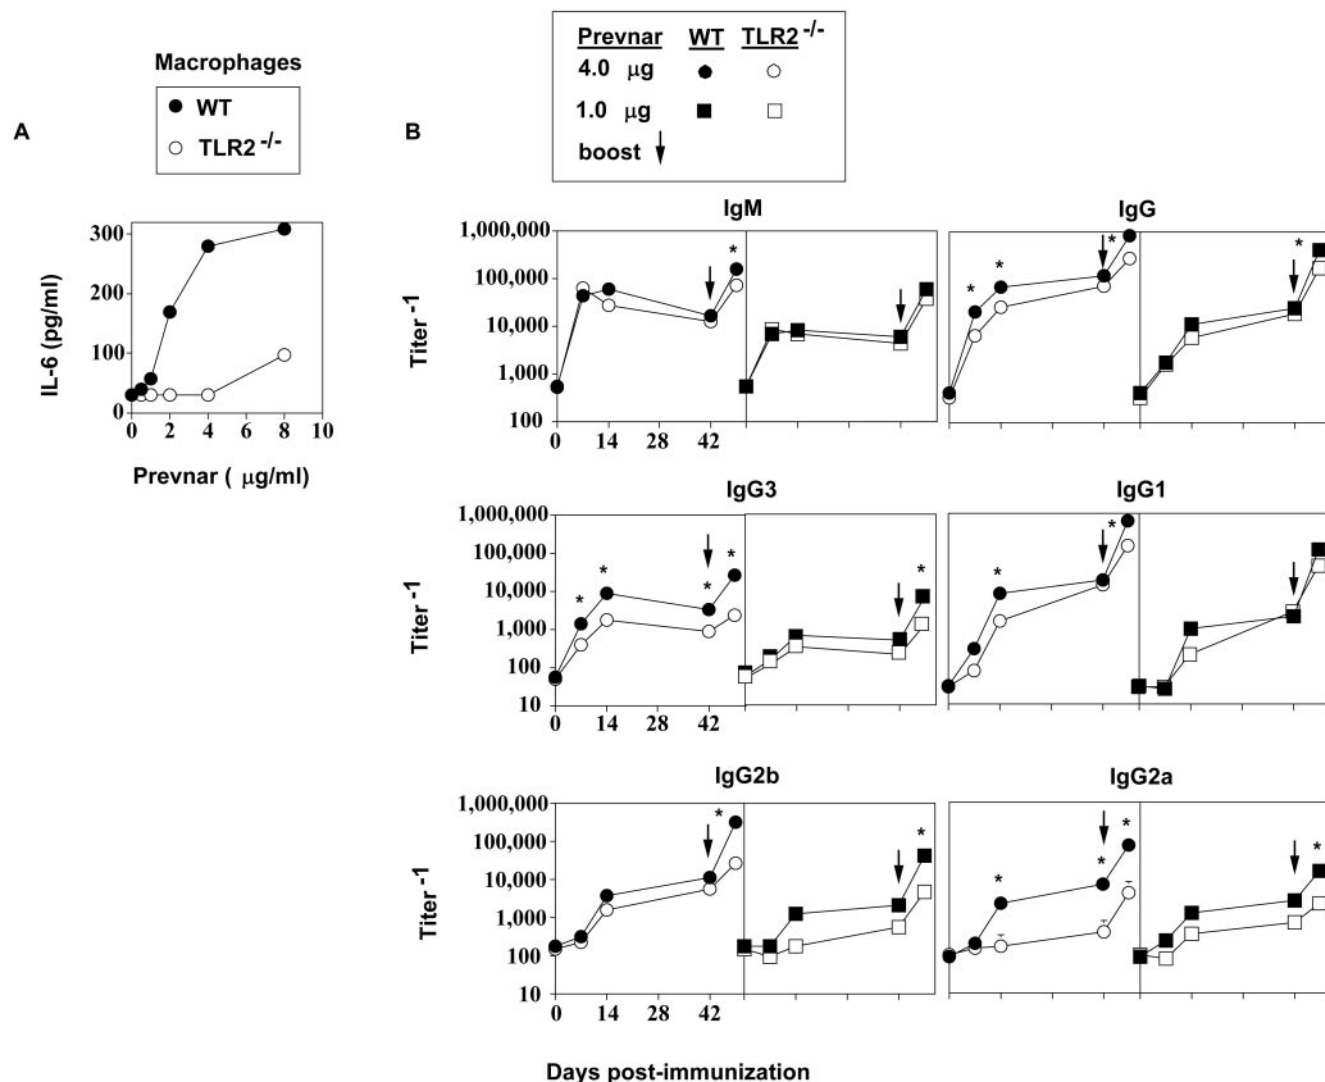 Macrophages
WT
TLR2 -/-
A
IL-6 (pg/ml)
300
200
100
0
0 2 4 6 8 10
Prevnar ( μg/ml)
B
Prevnar WT TLR2 -/-
4.0 μg
1.0 μg
boost
IgM
IgG
Titer -1
1,000,000
100,000
10,000
1,000
100
0 14 28 42
* * * * * *
IgG3
IgG1
Titer -1
1,000,000
100,000
10,000
1,000
100
10
0 14 28 42
* * * * * * *
IgG2b
IgG2a
Titer -1
1,000,000
100,000
10,000
1,000
100
10
0 14 28 42
* * * * * *
Days post-immunization